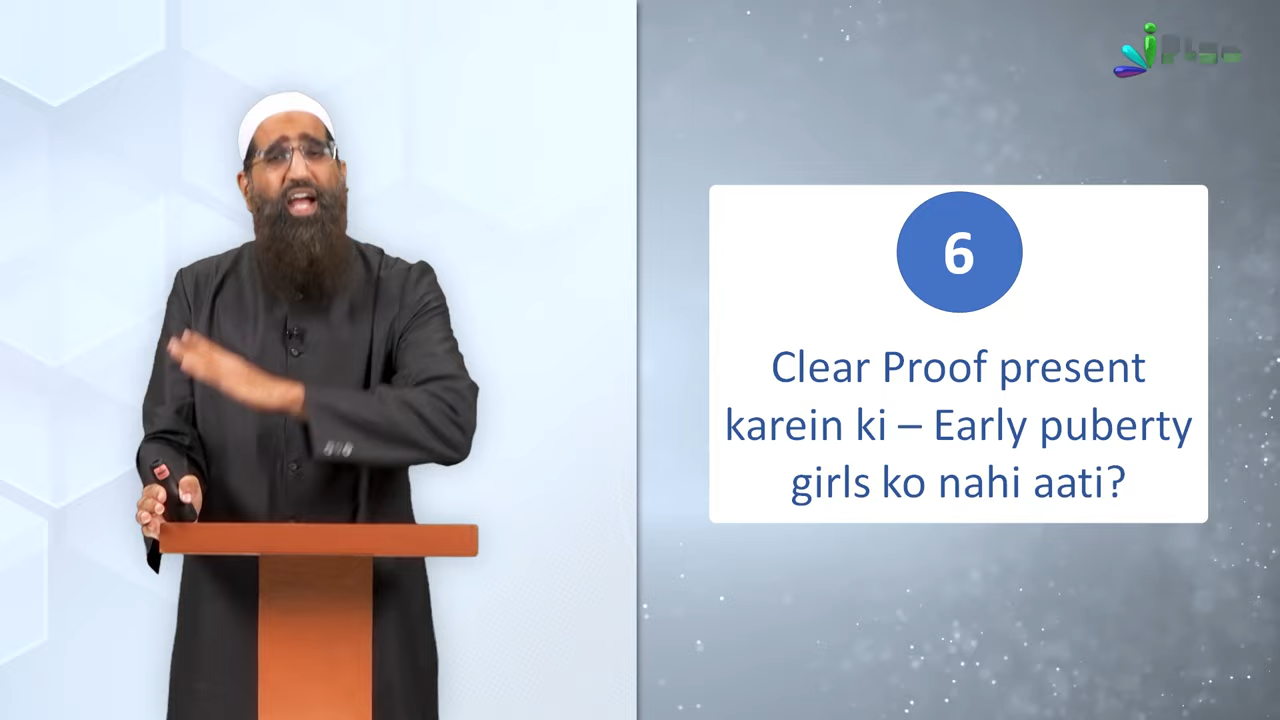 6
Clear Proof present
karein ki – Early puberty
girls ko nahi aati?